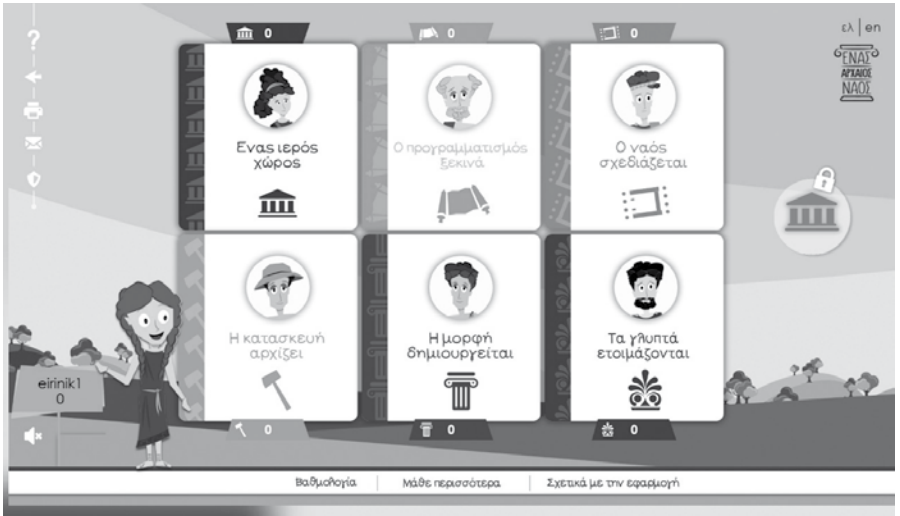 ελ | en
ΕΝΑΣ
ΑΡΧΑΙΟΣ
ΝΑΟΣ
0
0
0
Ένας ιερός
χώρος
Ο προγραμματισμός
ξεκινά
Ο ναός
σχεδιάζεται
Η κατασκευή
αρχίζει
Η μορφή
δημιουργείται
Τα γλυπτά
ετοιμάζονται
eirinik1
0
0
0
0
Βαθμολογία
Μάθε περισσότερα
Σχετικά με την εφαρμογή